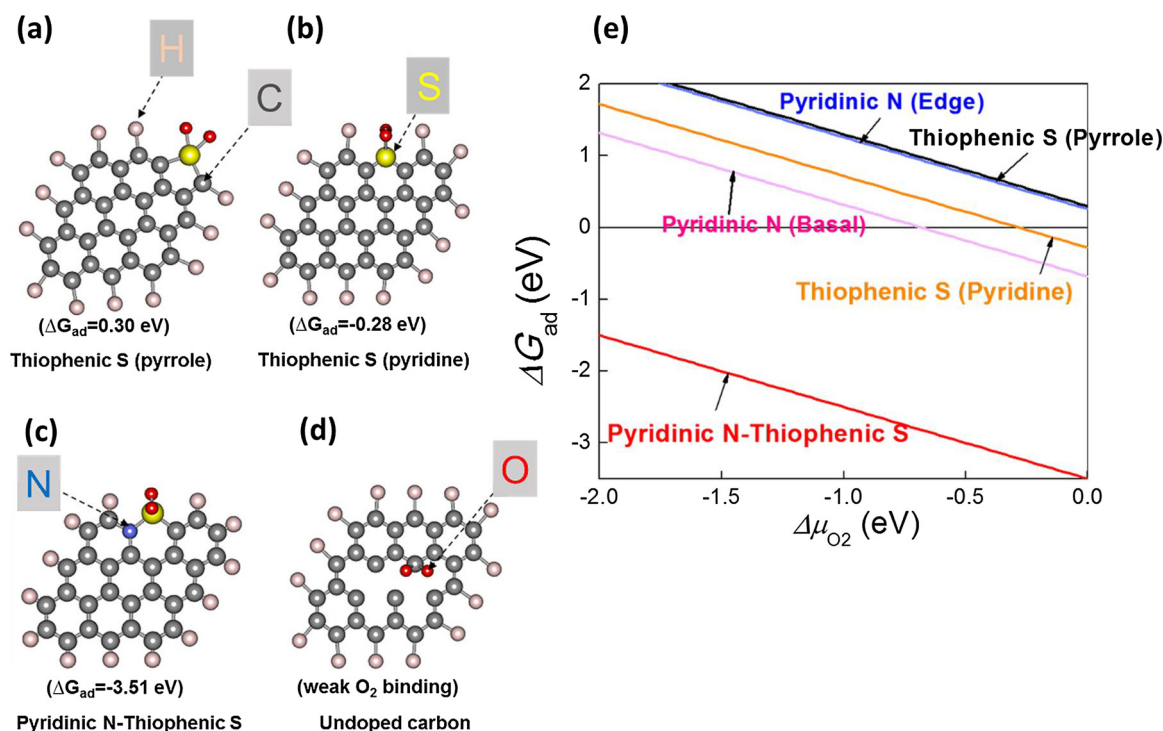 (a)
H
C
(ΔGad=0.30 eV)
Thiophenic S (pyrrole)
(b)
S
(ΔGad=-0.28 eV)
Thiophenic S (pyridine)
(c)
N
(ΔGad=-3.51 eV)
Pyridinic N-Thiophenic S
(d)
O
(weak O2 binding)
Undoped carbon
(e)
2
1
0
-1
-2
-3
ΔGad (eV)
Pyridinic N (Edge)
Thiophenic S (Pyrrole)
Pyridinic N (Basal)
Thiophenic S (Pyridine)
Pyridinic N-Thiophenic S
-2.0
-1.5
-1.0
-0.5
0.0
ΔμO2 (eV)